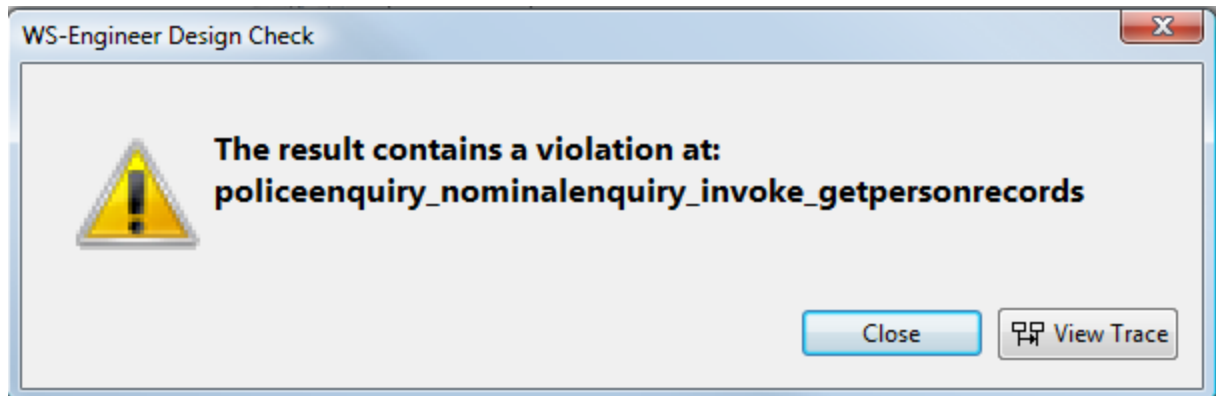 WS-Engineer Design Check
The result contains a violation at:
policeenquiry_nominalenquiry_invoke_getpersonrecords
Close
View Trace